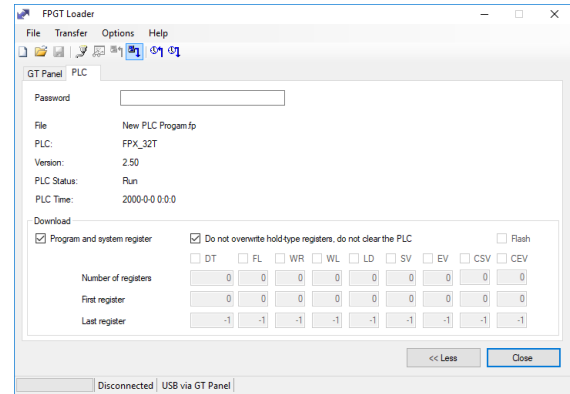 FPGT Loader
File Transfer Options Help
GT Panel PLC
Password
File New PLC Progam.fp
PLC: FPX_32T
Version: 2.50
PLC Status: Run
PLC Time: 2000-0-0 0:0:0
Download
Program and system register Do not overwrite hold-type registers, do not clear the PLC Flash
DT FL WR WL LD SV EV CSV CEV
Number of registers 0 0 0 0 0 0 0 0 0
First register 0 0 0 0 0 0 0 0 0
Last register -1 -1 -1 -1 -1 -1 -1 -1 -1
<< Less Close
Disconnected USB via GT Panel